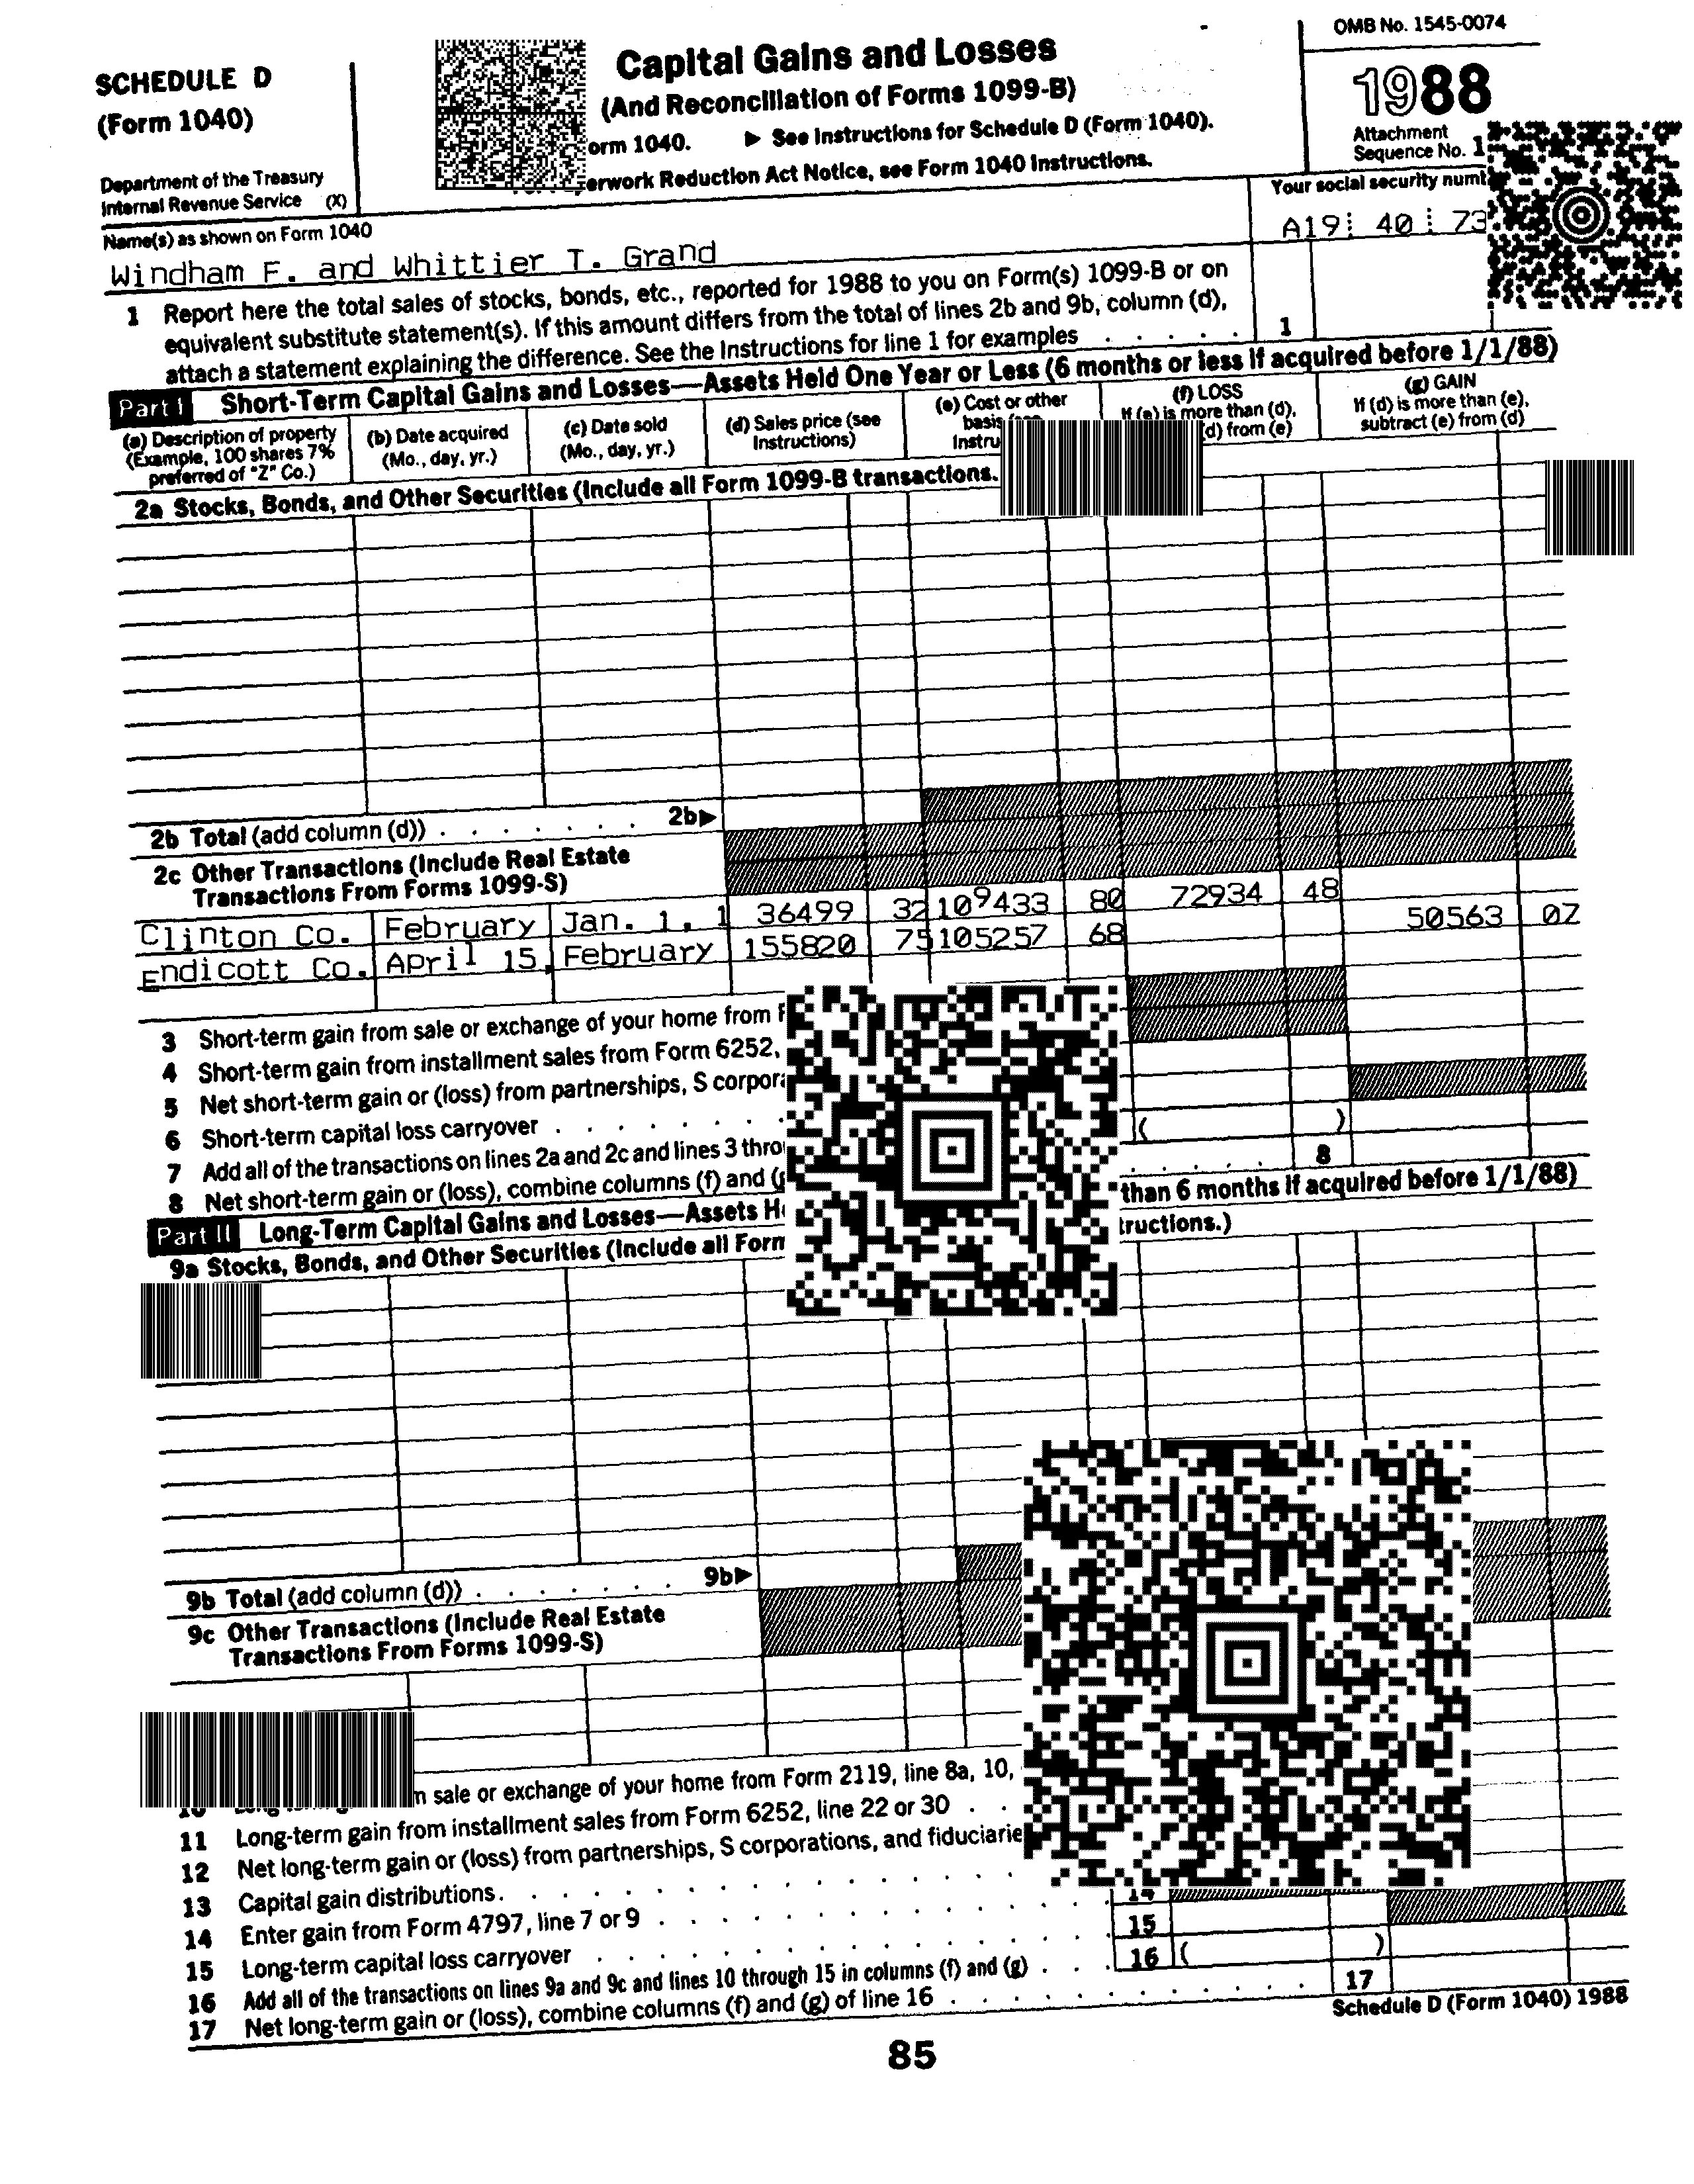 OMB No. 1545-0074
SCHEDULE D
(Form 1040)
Department of the Treasury
Internal Revenue Service (X)
Capital Gains and Losses
(And Reconciliation of Forms 1099-B)
orm 1040. ► See Instructions for Schedule D (Form 1040).
erwork Reduction Act Notice, see Form 1040 Instructions.
1988
Attachment
Sequence No. 1
Name(s) as shown on Form 1040
Windham F. and Whittier T. Grand
Your social security
A19 40 73
1 Report here the total sales of stocks, bonds, etc., reported for 1988 to you on Form(s) 1099-B or on
equivalent substitute statement(s). If this amount differs from the total of lines 2b and 9b, column (d),
attach a statement explaining the difference. See the Instructions for line 1 for examples . . . . . 1
Part I Short-Term Capital Gains and Losses—Assets Held One Year or Less (6 months or less if acquired before 1/1/88)
(a) Description of property
(Example, 100 shares 7%
preferred of "Z" Co.)
(b) Date acquired
(Mo., day, yr.)
(c) Date sold
(Mo., day, yr.)
(d) Sales price (see
Instructions)
(e) Cost or other
basis
Instru
(f) LOSS
If (e) is more than (d),
(d) from (e)
(g) GAIN
If (d) is more than (e),
subtract (e) from (d)
2a Stocks, Bonds, and Other Securities (Include all Form 1099-B transactions.
2b Total (add column (d)) . . . . . . . 2b►
2c Other Transactions (Include Real Estate
Transactions From Forms 1099-S)
Clinton Co. February Jan. 1, 1 36499 32 109433 80 72934 48
Endicott Co. April 15, February 155820 75 105257 68 50563 07
3 Short-term gain from sale or exchange of your home from
4 Short-term gain from installment sales from Form 6252,
5 Net short-term gain or (loss) from partnerships, S corpora
6 Short-term capital loss carryover . . . . . . . .
7 Add all of the transactions on lines 2a and 2c and lines 3 thro ( )
8 Net short-term gain or (loss), combine columns (f) and . . . . . 8
Part II Long-Term Capital Gains and Losses—Assets H than 6 months if acquired before 1/1/88)
tructions.)
9a Stocks, Bonds, and Other Securities (Include all Form
9b Total (add column (d)) . . . . . . . 9b►
9c Other Transactions (Include Real Estate
Transactions From Forms 1099-S)
n sale or exchange of your home from Form 2119, line 8a, 10,
11 Long-term gain from installment sales from Form 6252, line 22 or 30 . .
12 Net long-term gain or (loss) from partnerships, S corporations, and fiduciarie
13 Capital gain distributions . . . . . . . . . . . . . . . .
14 Enter gain from Form 4797, line 7 or 9 . . . . . . . . . . . . . . 14
15 Long-term capital loss carryover . . . . . . . . . . . . . . . . 15
16 Add all of the transactions on lines 9a and 9c and lines 10 through 15 in columns (f) and (g) . . . 16 ( )
17 Net long-term gain or (loss), combine columns (f) and (g) of line 16 . . . . . . . . . . . . 17
Schedule D (Form 1040) 1988
85